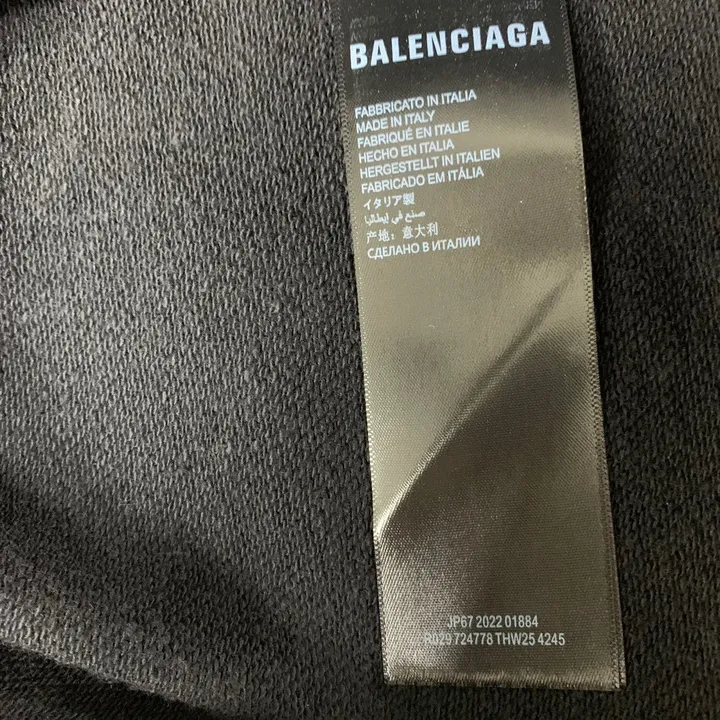 BALENCIAGA
FABBRICATO IN ITALIA
MADE IN ITALY
FABRIQUÉ EN ITALIE
HECHO EN ITALIA
HERGESTELLT IN ITALIEN
FABRICADO EM ITÁLIA
イタリア製
صنع في إيطاليا
产地：意大利
СДЕЛАНО В ИТАЛИИ
JP67 2022 01884
R029 724778 THW25 4245